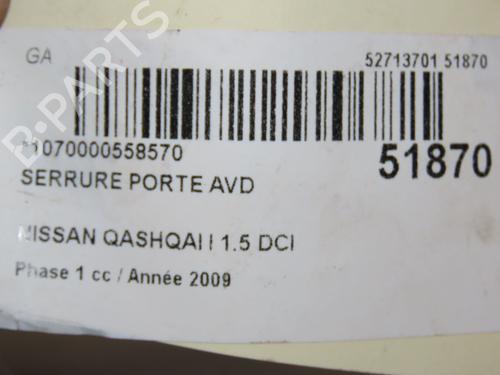 GA
52713701 51870
*1070000558570
51870
SERRURE PORTE AVD
NISSAN QASHQAI I 1.5 DCI
Phase 1 cc / Année 2009
B-PARTS